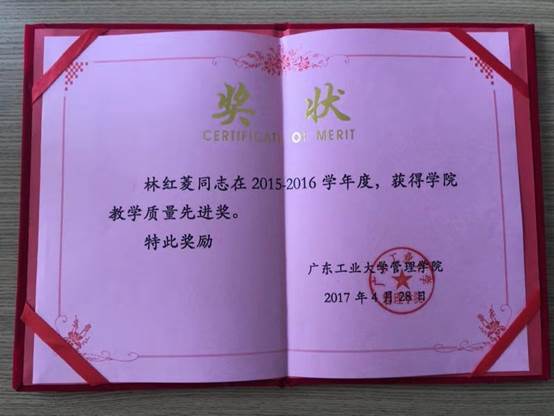 奖 状
CERTIFICATE OF MERIT
林红菱同志在 2015-2016 学年度，获得学院
教学质量先进奖。
特此奖励
广东工业大学管理学院
2017 年 4 月 28 日